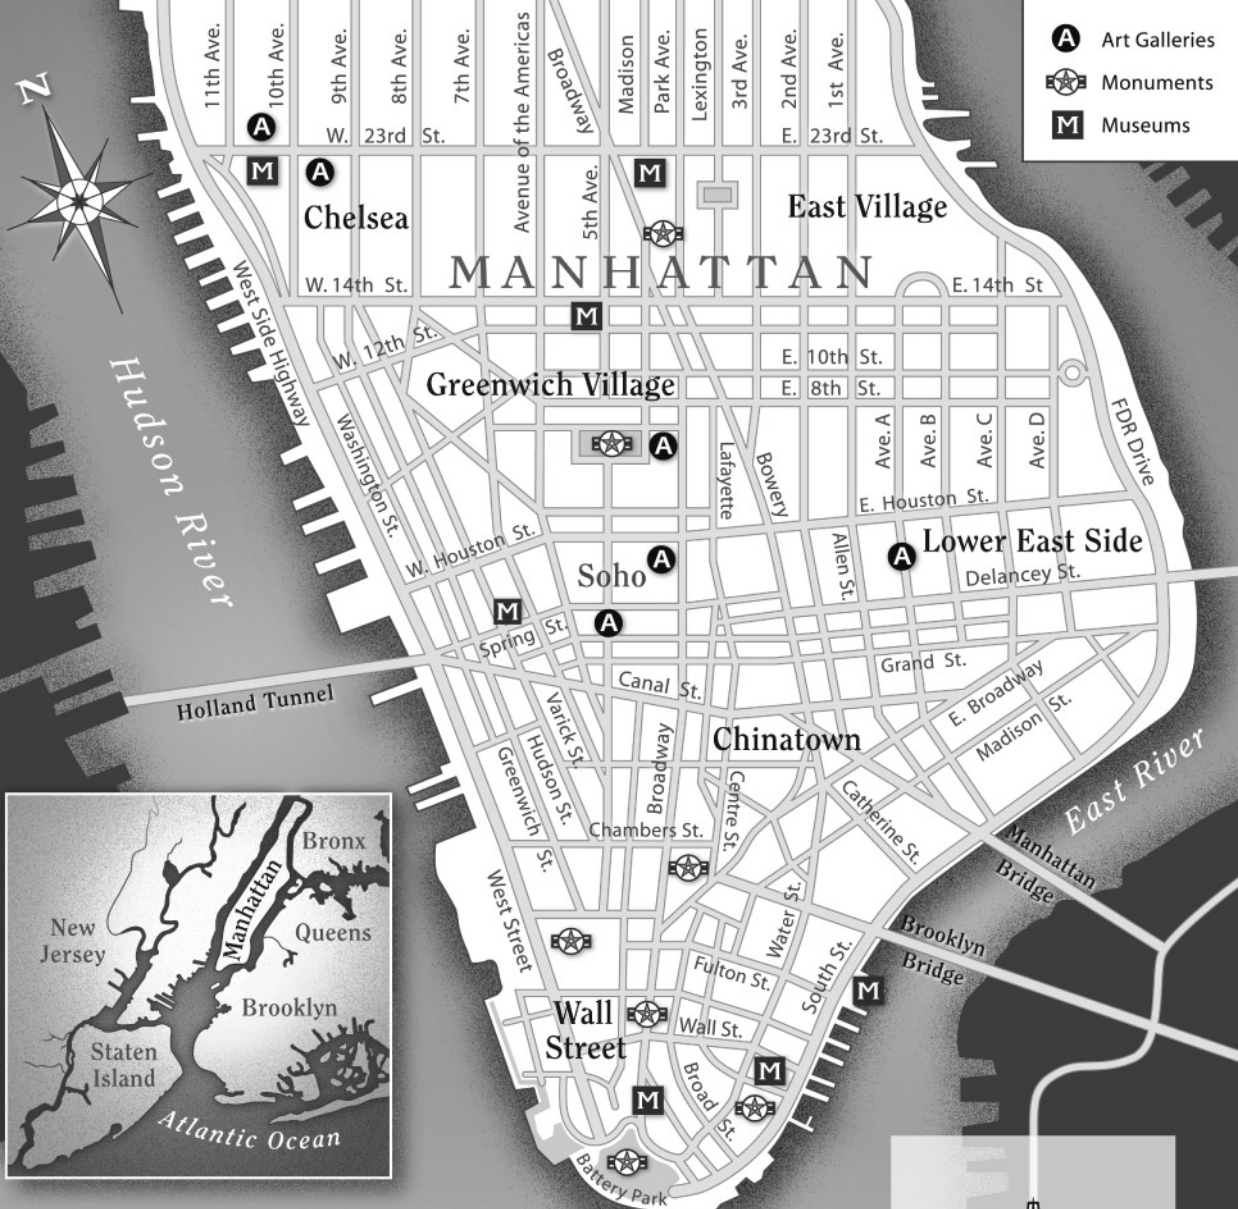 11th Ave.
10th Ave.
9th Ave.
8th Ave.
7th Ave.
Avenue of the Americas
Broadway
Madison
Park Ave.
Lexington
3rd Ave.
2nd Ave.
1st Ave.
A Art Galleries
Monuments
M Museums
N
A
W. 23rd St.
E. 23rd St.
M
A
M
5th Ave.
Chelsea
East Village
MANHATTAN
W. 14th St.
E. 14th St
West Side Highway
M
W. 12th St.
E. 10th St.
E. 8th St.
Greenwich Village
Hudson River
Washington St.
A
Lafayette
Bowery
Ave. A
Ave. B
Ave. C
Ave. D
FDR Drive
E. Houston St.
W. Houston St.
Soho
A
Allen St.
A
Lower East Side
Delancey St.
M
Spring St.
A
Grand St.
Holland Tunnel
Canal St.
E. Broadway
Madison St.
Varick St.
Hudson St.
Greenwich St.
Broadway
Chinatown
Centre St.
Catherine St.
East River
Chambers St.
Manhattan
Bridge
West Street
Water St.
South St.
Brooklyn
Bridge
Fulton St.
M
Wall
Street
Wall St.
Broad St.
M
M
Battery Park
Bronx
Manhattan
New
Jersey
Queens
Brooklyn
Staten
Island
Atlantic Ocean